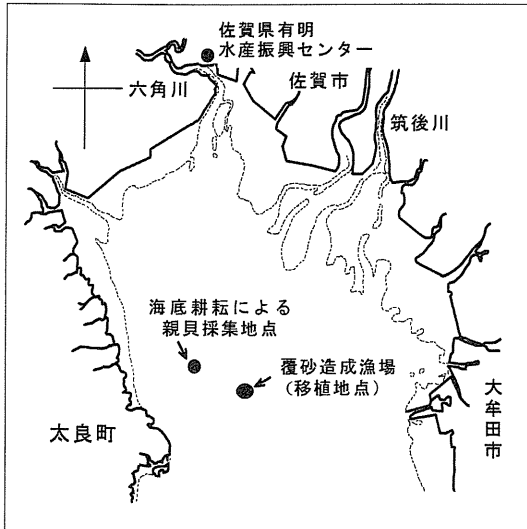 佐賀県有明
水産振興センター
佐賀市
六角川
筑後川
海底耕耘による
親貝採集地点
覆砂造成漁場
(移植地点)
太良町
大牟田市